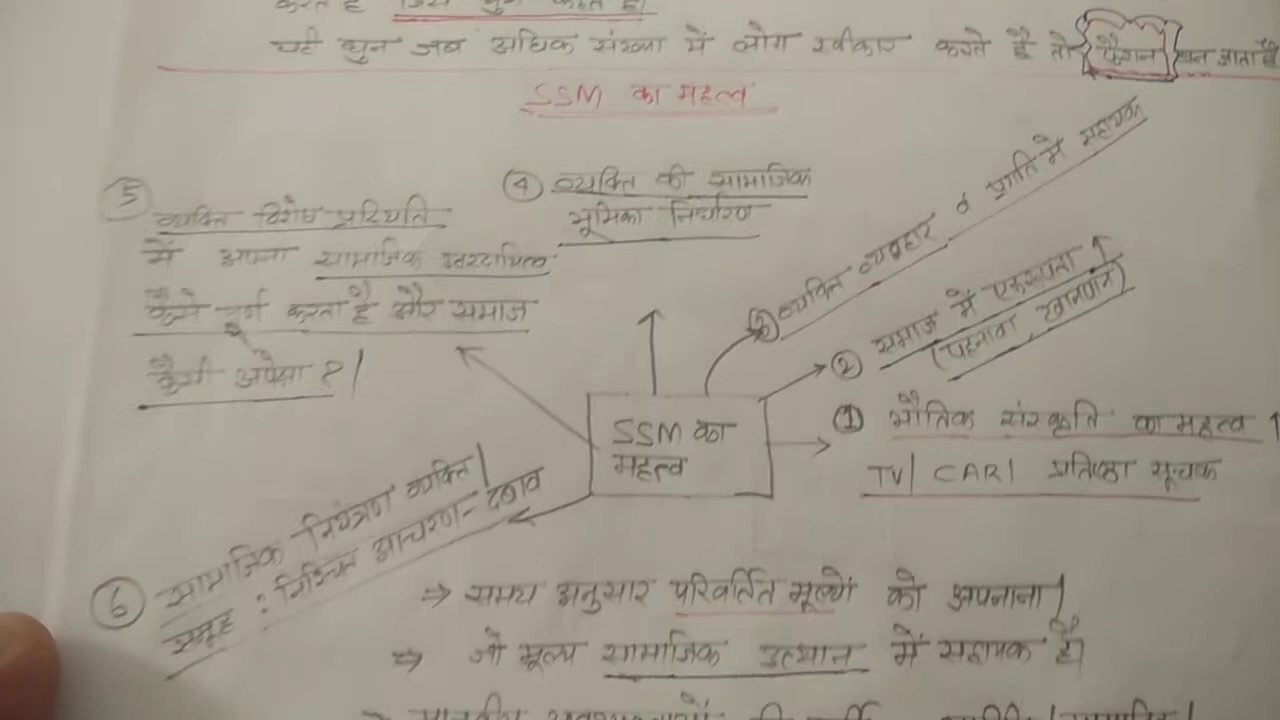 यही धुन जब अधिक संख्या में लोग स्वीकार करते है तो फैशन बन जाता है
SSM का महत्व
④ व्यक्ति की सामाजिक
भूमिका निर्धारण
⑤ व्यक्ति विशेष परिस्थति
में अपना सामाजिक उत्तरदायित्व
कैसे पूर्ण करता है और समाज
कैसी अपेक्षा ?|
③ व्यक्ति व्यवहार व प्रगति में सहायक
② समाज में एकरूपता ↑
(पहनावा, खानपान)
① भौतिक संस्कृति का महत्व ↑
TV| CAR| प्रतिष्ठा सूचक
SSM का
महत्व
⑥ सामाजिक नियंत्रण व्यक्ति|
समूह : निश्चित आचरण = दबाव
⇒ समय अनुसार परिवर्तित मूल्यों को अपनाना|
⇒ जो मूल्य सामाजिक उत्थान में सहायक है।